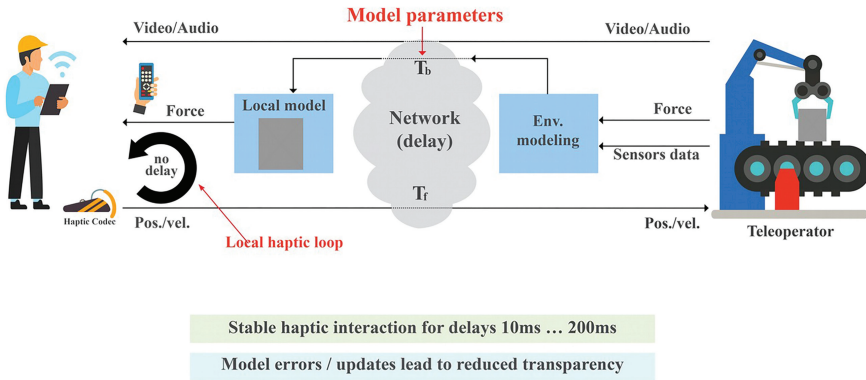 Model parameters
Video/Audio
Video/Audio
T_b
Local model
Network
(delay)
Env.
modeling
Force
Force
Sensors data
no
delay
T_f
Haptic Codec
Pos./vel.
Pos./vel.
Local haptic loop
Teleoperator
Stable haptic interaction for delays 10ms … 200ms
Model errors / updates lead to reduced transparency